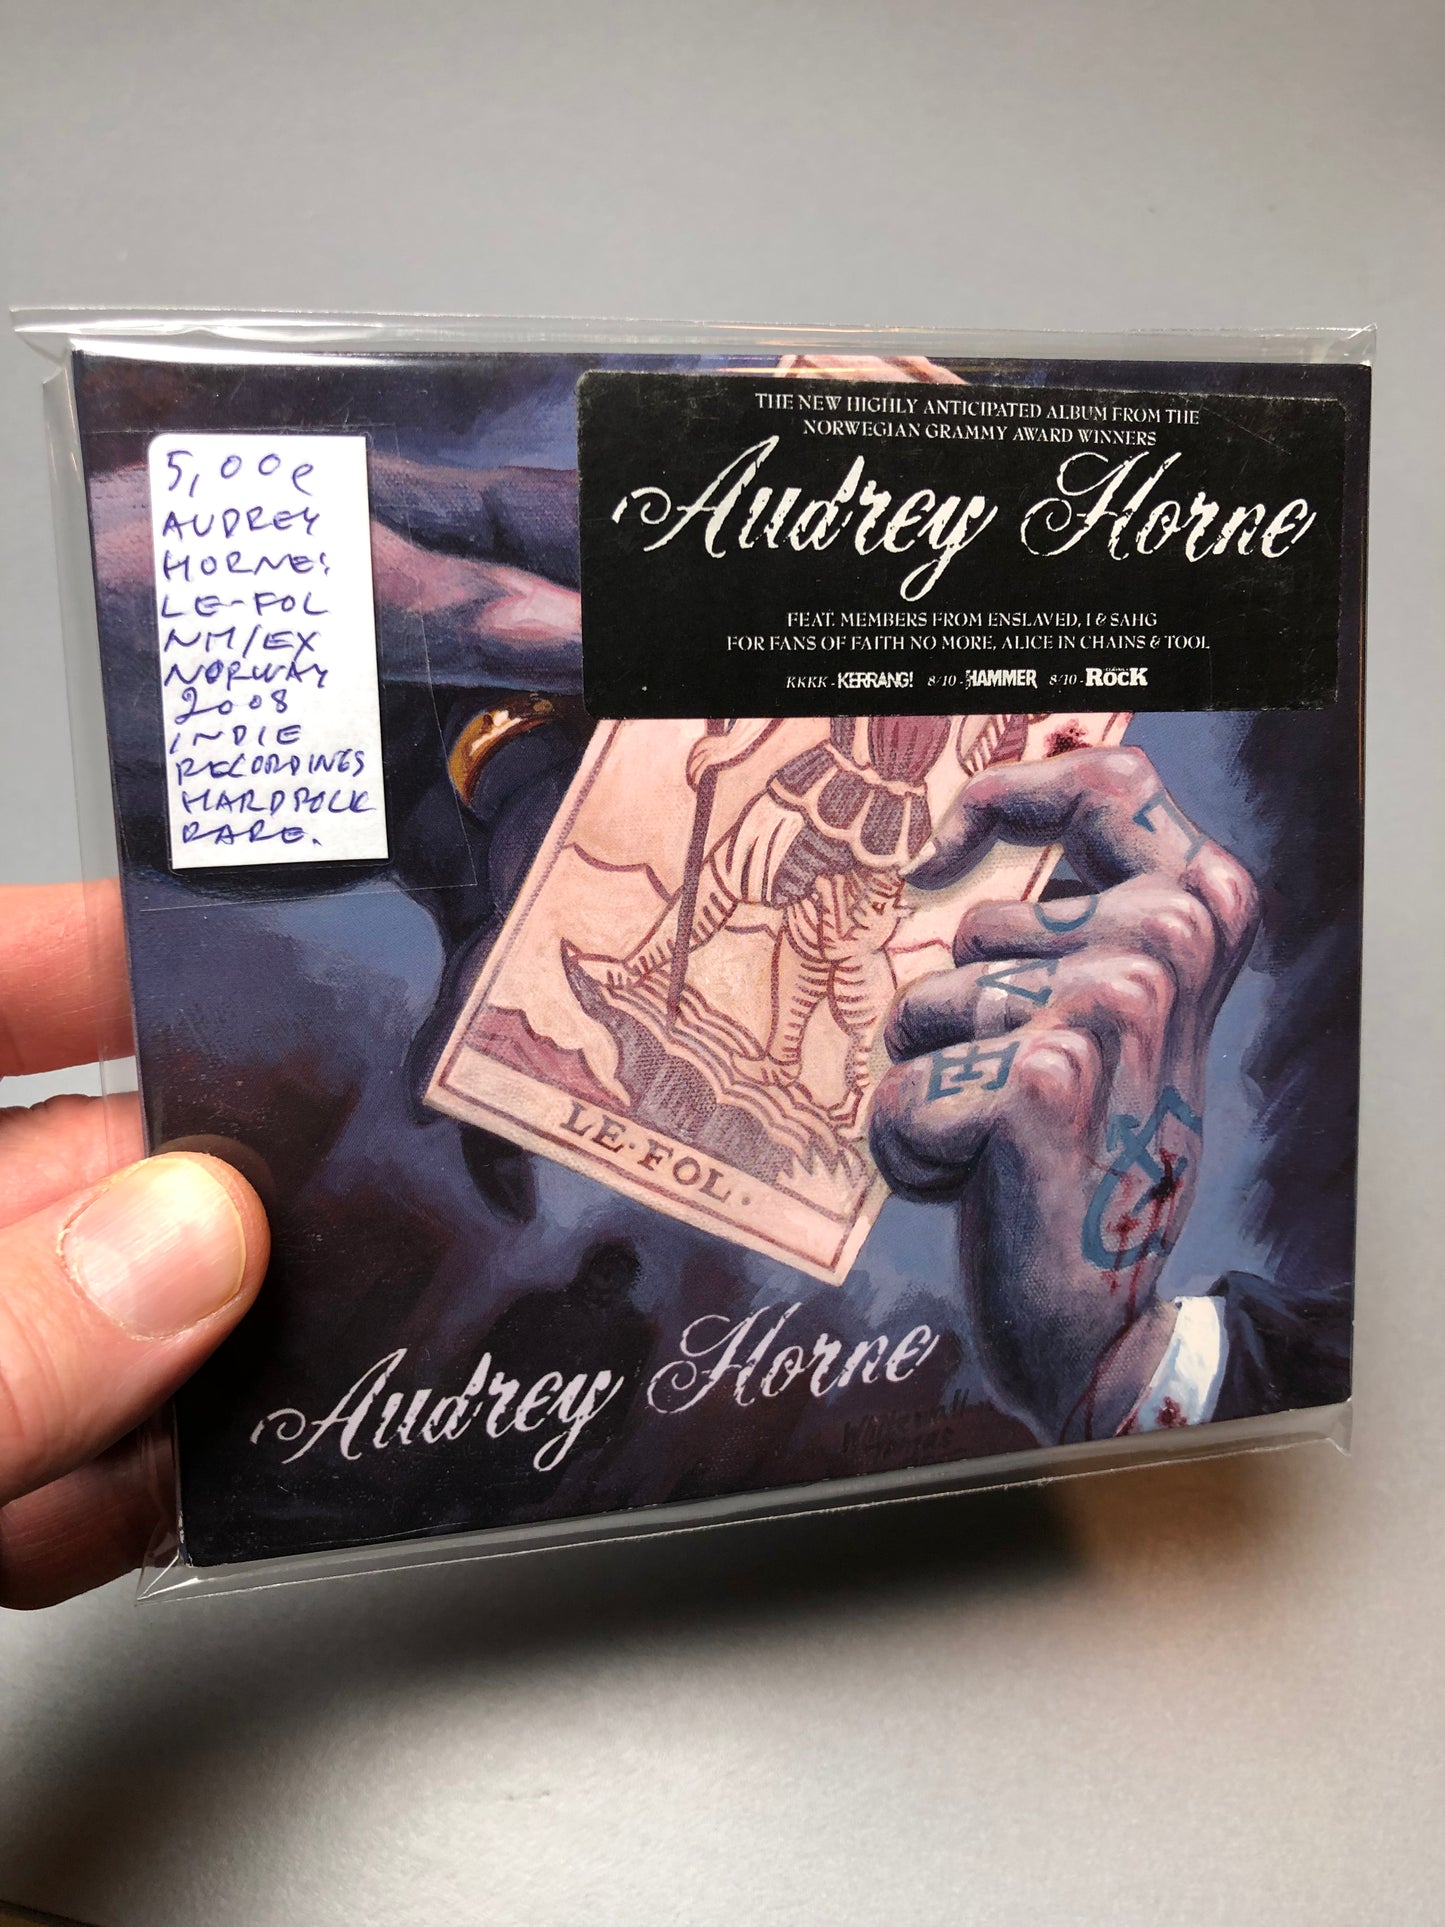 5,00e
AUDREY
HORNE:
LE-FOL
NM/EX
NORWAY
2008
INDIE
RECORDINGS
HARDROCK
RARE.
THE NEW HIGHLY ANTICIPATED ALBUM FROM THE
NORWEGIAN GRAMMY AWARD WINNERS
Audrey Horne
FEAT. MEMBERS FROM ENSLAVED, I & SAHG
FOR FANS OF FAITH NO MORE, ALICE IN CHAINS & TOOL
KKKK - KERRANG! 8/10 - HAMMER 8/10 - CLASSIC ROCK
L
O
V
E
LE·FOL·
Audrey Horne